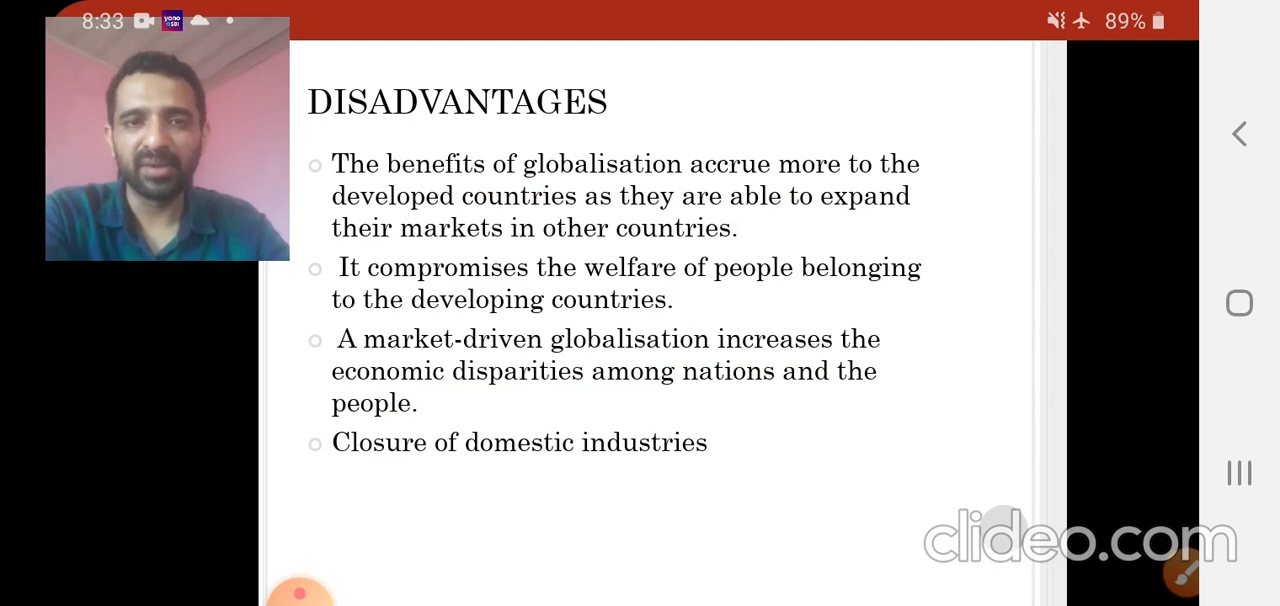 8:33
yono
SBI
89%
DISADVANTAGES
The benefits of globalisation accrue more to the
developed countries as they are able to expand
their markets in other countries.
It compromises the welfare of people belonging
to the developing countries.
A market-driven globalisation increases the
economic disparities among nations and the
people.
Closure of domestic industries
clideo.com